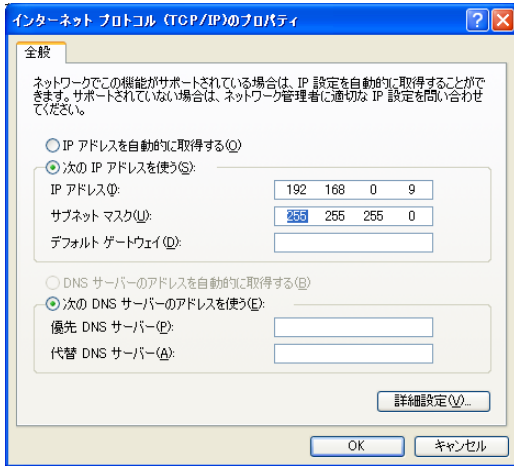 インターネット プロトコル (TCP/IP)のプロパティ
全般
ネットワークでこの機能がサポートされている場合は、IP 設定を自動的に取得することがで
きます。サポートされていない場合は、ネットワーク管理者に適切な IP 設定を問い合わせ
てください。
IP アドレスを自動的に取得する(O)
次の IP アドレスを使う(S):
IP アドレス(I): 192 168 0 9
サブネット マスク(U): 255 255 255 0
デフォルト ゲートウェイ(D):
DNS サーバーのアドレスを自動的に取得する(B)
次の DNS サーバーのアドレスを使う(E):
優先 DNS サーバー(P):
代替 DNS サーバー(A):
詳細設定(V)...
OK キャンセル